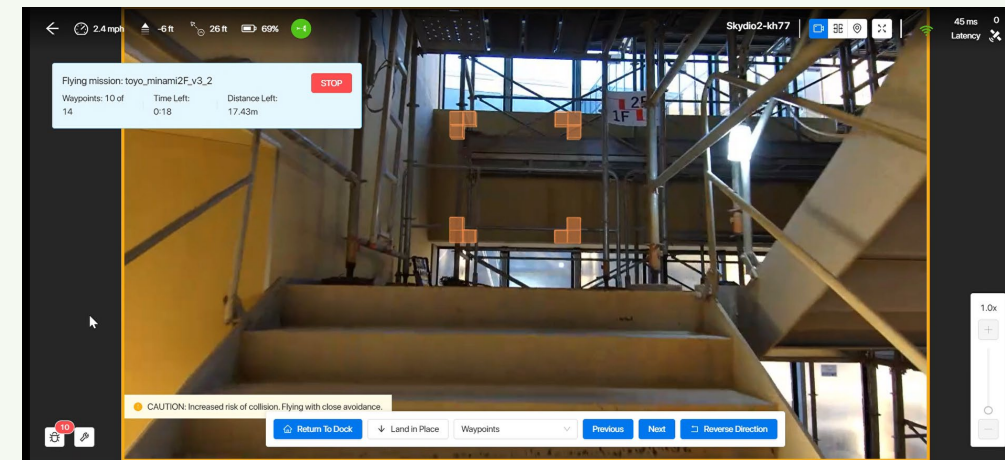 2.4 mph -6 ft 26 ft 69% Skydio2-kh77 45 ms 0
Latency
Flying mission: toyo_minami2F_v3_2 STOP
Waypoints: 10 of 14 Time Left: 0:18 Distance Left: 17.43m
2F
1F
1.0x
CAUTION: Increased risk of collision. Flying with close avoidance.
10
Return To Dock Land in Place Waypoints Previous Next Reverse Direction